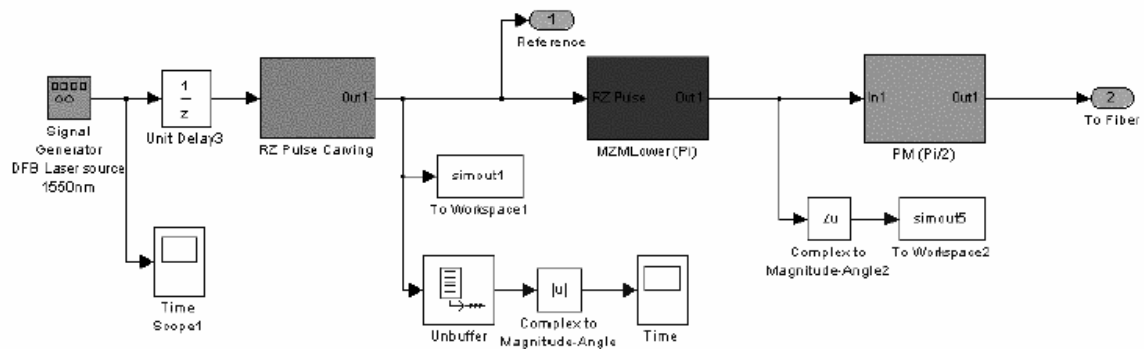 1
Reference
1
z
Out1
RZ Pulse
Out1
In1
Out1
2
Signal
Generator
DFB Laser source
1550nm
Unit Delay3
RZ Pulse Carving
MZMLower (Pi)
PM (Pi/2)
To Fiber
simout1
To Workspace1
∠u
simout5
Complex to
Magnitude-Angle2
To Workspace2
Time
Scope1
Unbuffer
|u|
Complex to
Magnitude-Angle
Time